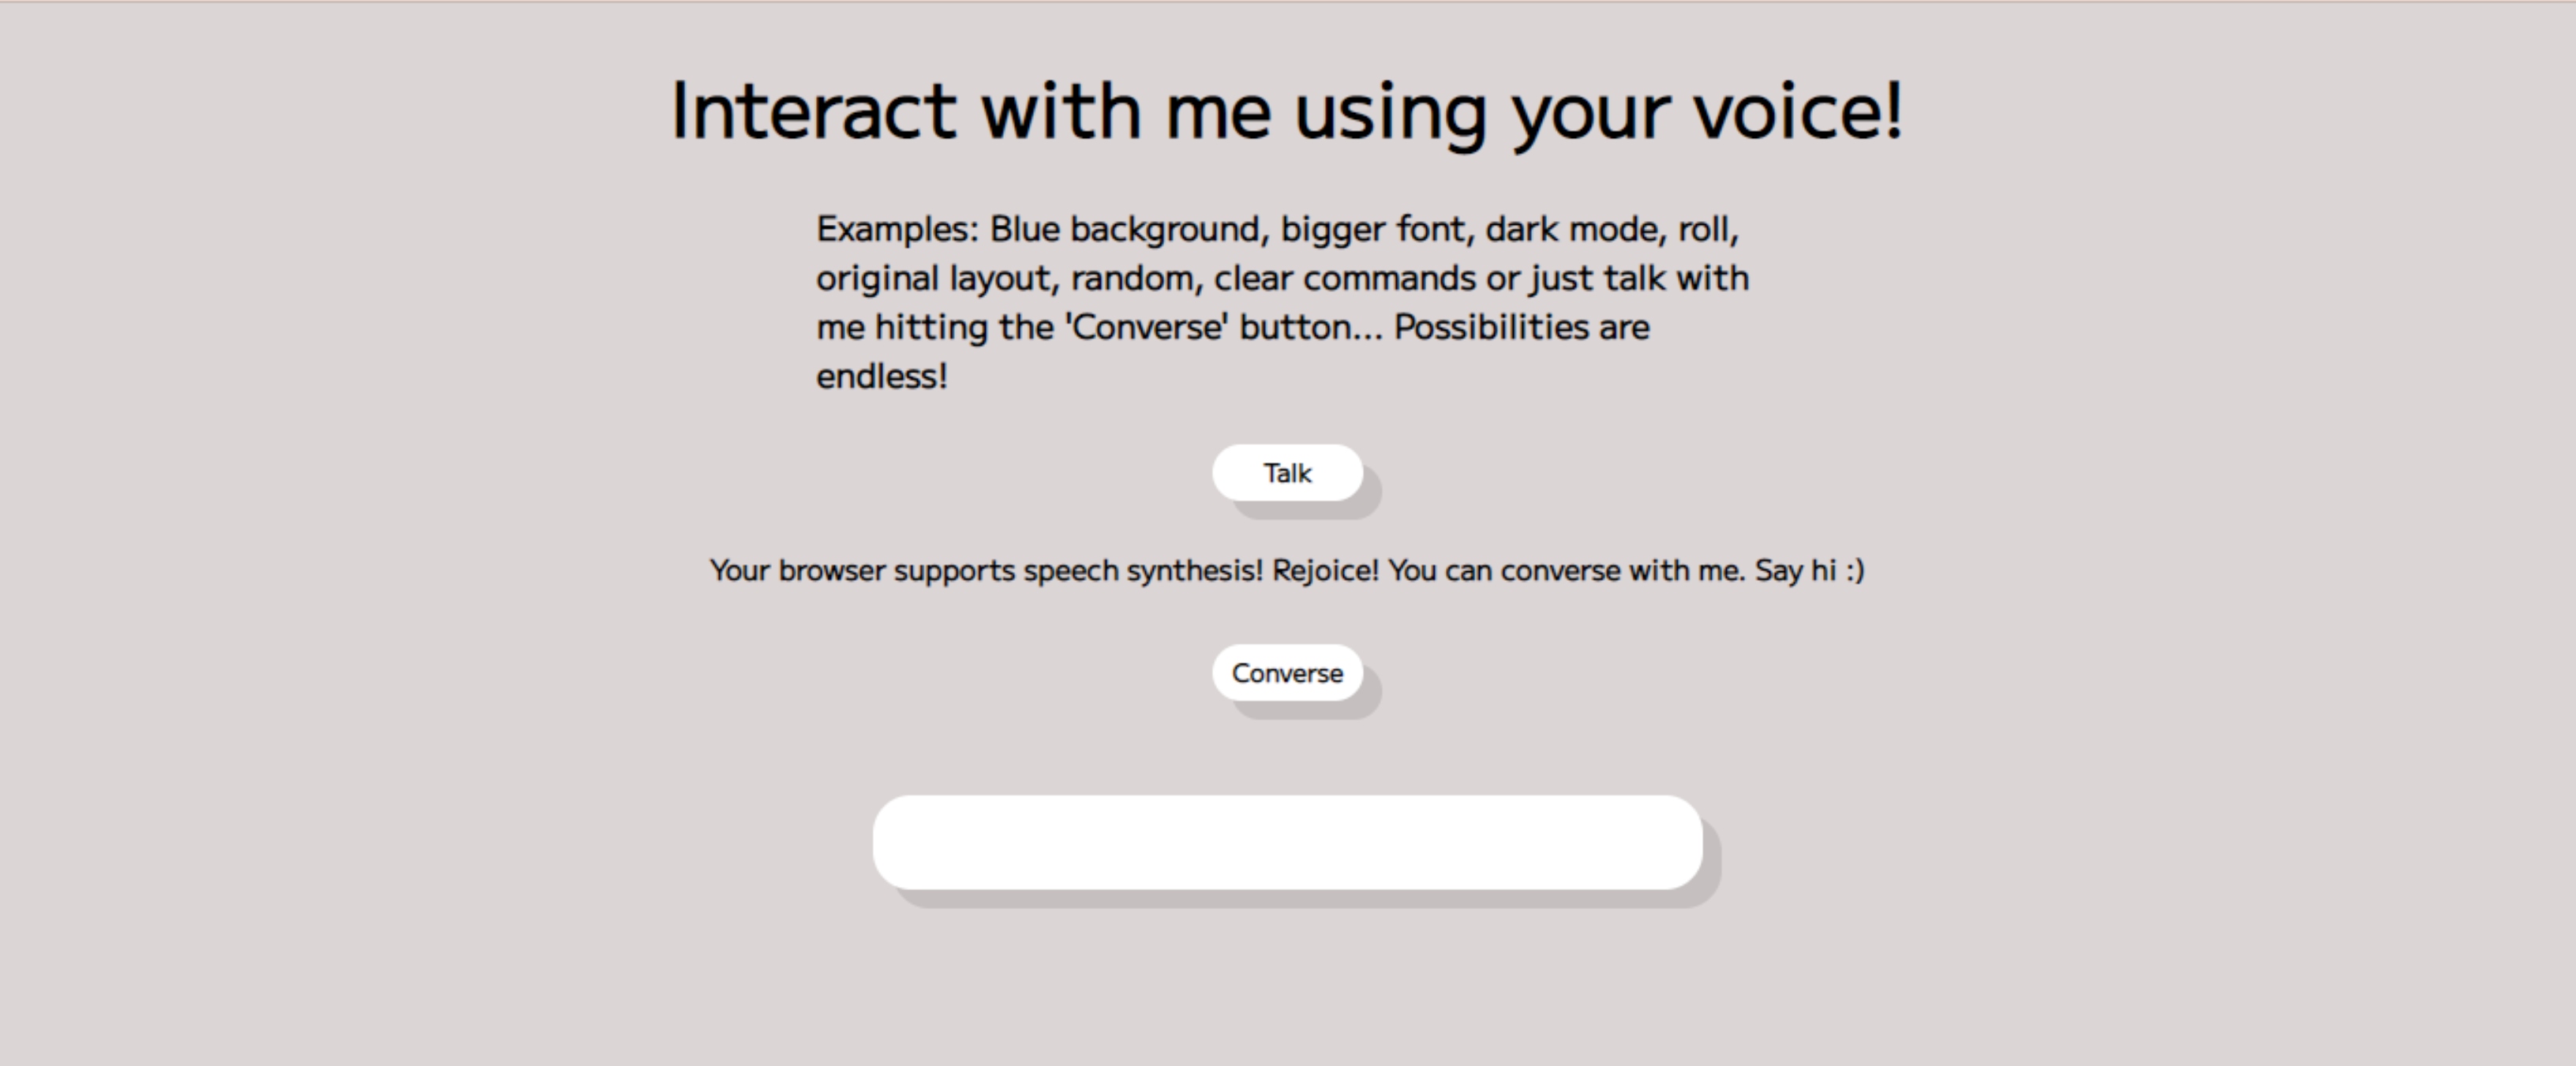 Interact with me using your voice!
Examples: Blue background, bigger font, dark mode, roll,
original layout, random, clear commands or just talk with
me hitting the 'Converse' button... Possibilities are
endless!
Talk
Your browser supports speech synthesis! Rejoice! You can converse with me. Say hi :)
Converse